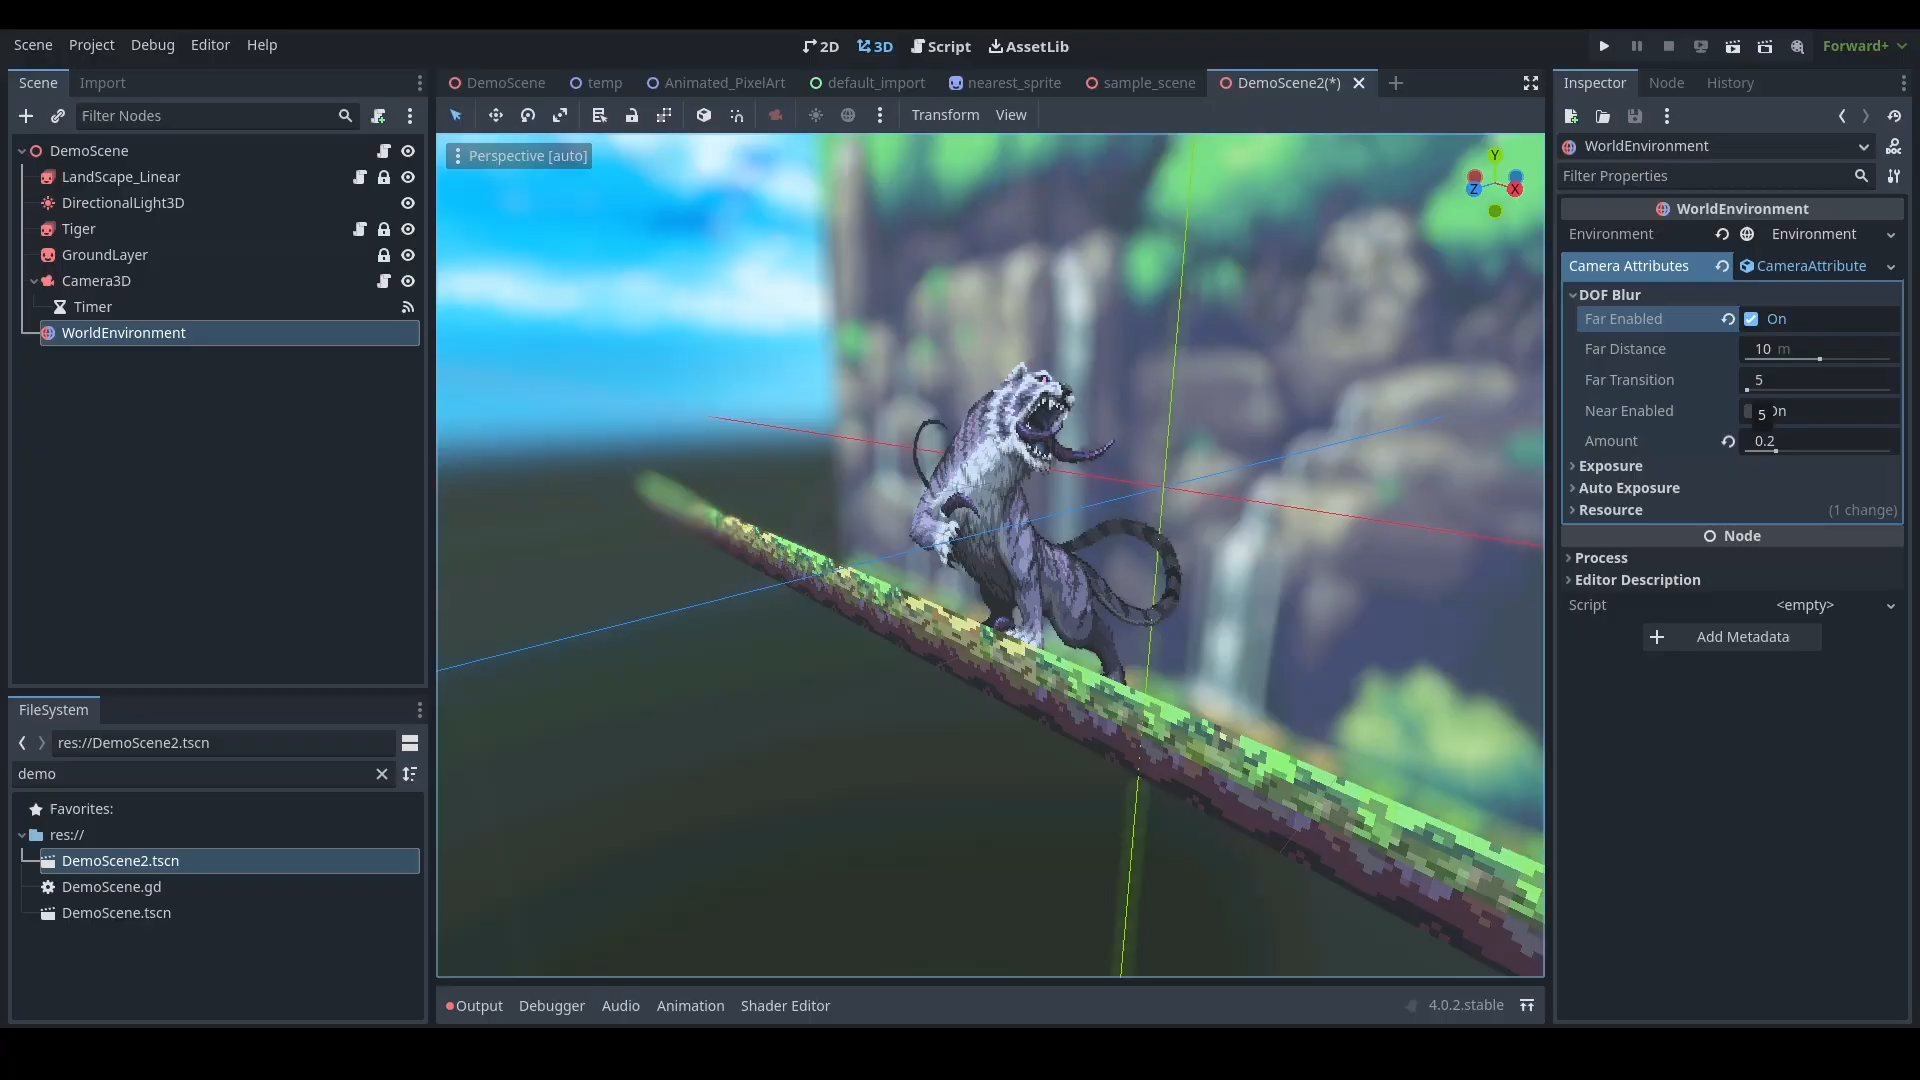 Scene Project Debug Editor Help
2D 3D Script AssetLib
Forward+
Scene Import
Filter Nodes
DemoScene
LandScape_Linear
DirectionalLight3D
Tiger
GroundLayer
Camera3D
Timer
WorldEnvironment
FileSystem
res://DemoScene2.tscn
demo
Favorites:
res://
DemoScene2.tscn
DemoScene.gd
DemoScene.tscn
DemoScene temp Animated_PixelArt default_import nearest_sprite sample_scene DemoScene2(*)
Transform View
Perspective [auto]
Y
Z X
Output Debugger Audio Animation Shader Editor
4.0.2.stable
Inspector Node History
WorldEnvironment
Filter Properties
WorldEnvironment
Environment Environment
Camera Attributes CameraAttribute
DOF Blur
Far Enabled On
Far Distance 10 m
Far Transition 5
Near Enabled 5 On
Amount 0.2
Exposure
Auto Exposure
Resource (1 change)
Node
Process
Editor Description
Script <empty>
Add Metadata